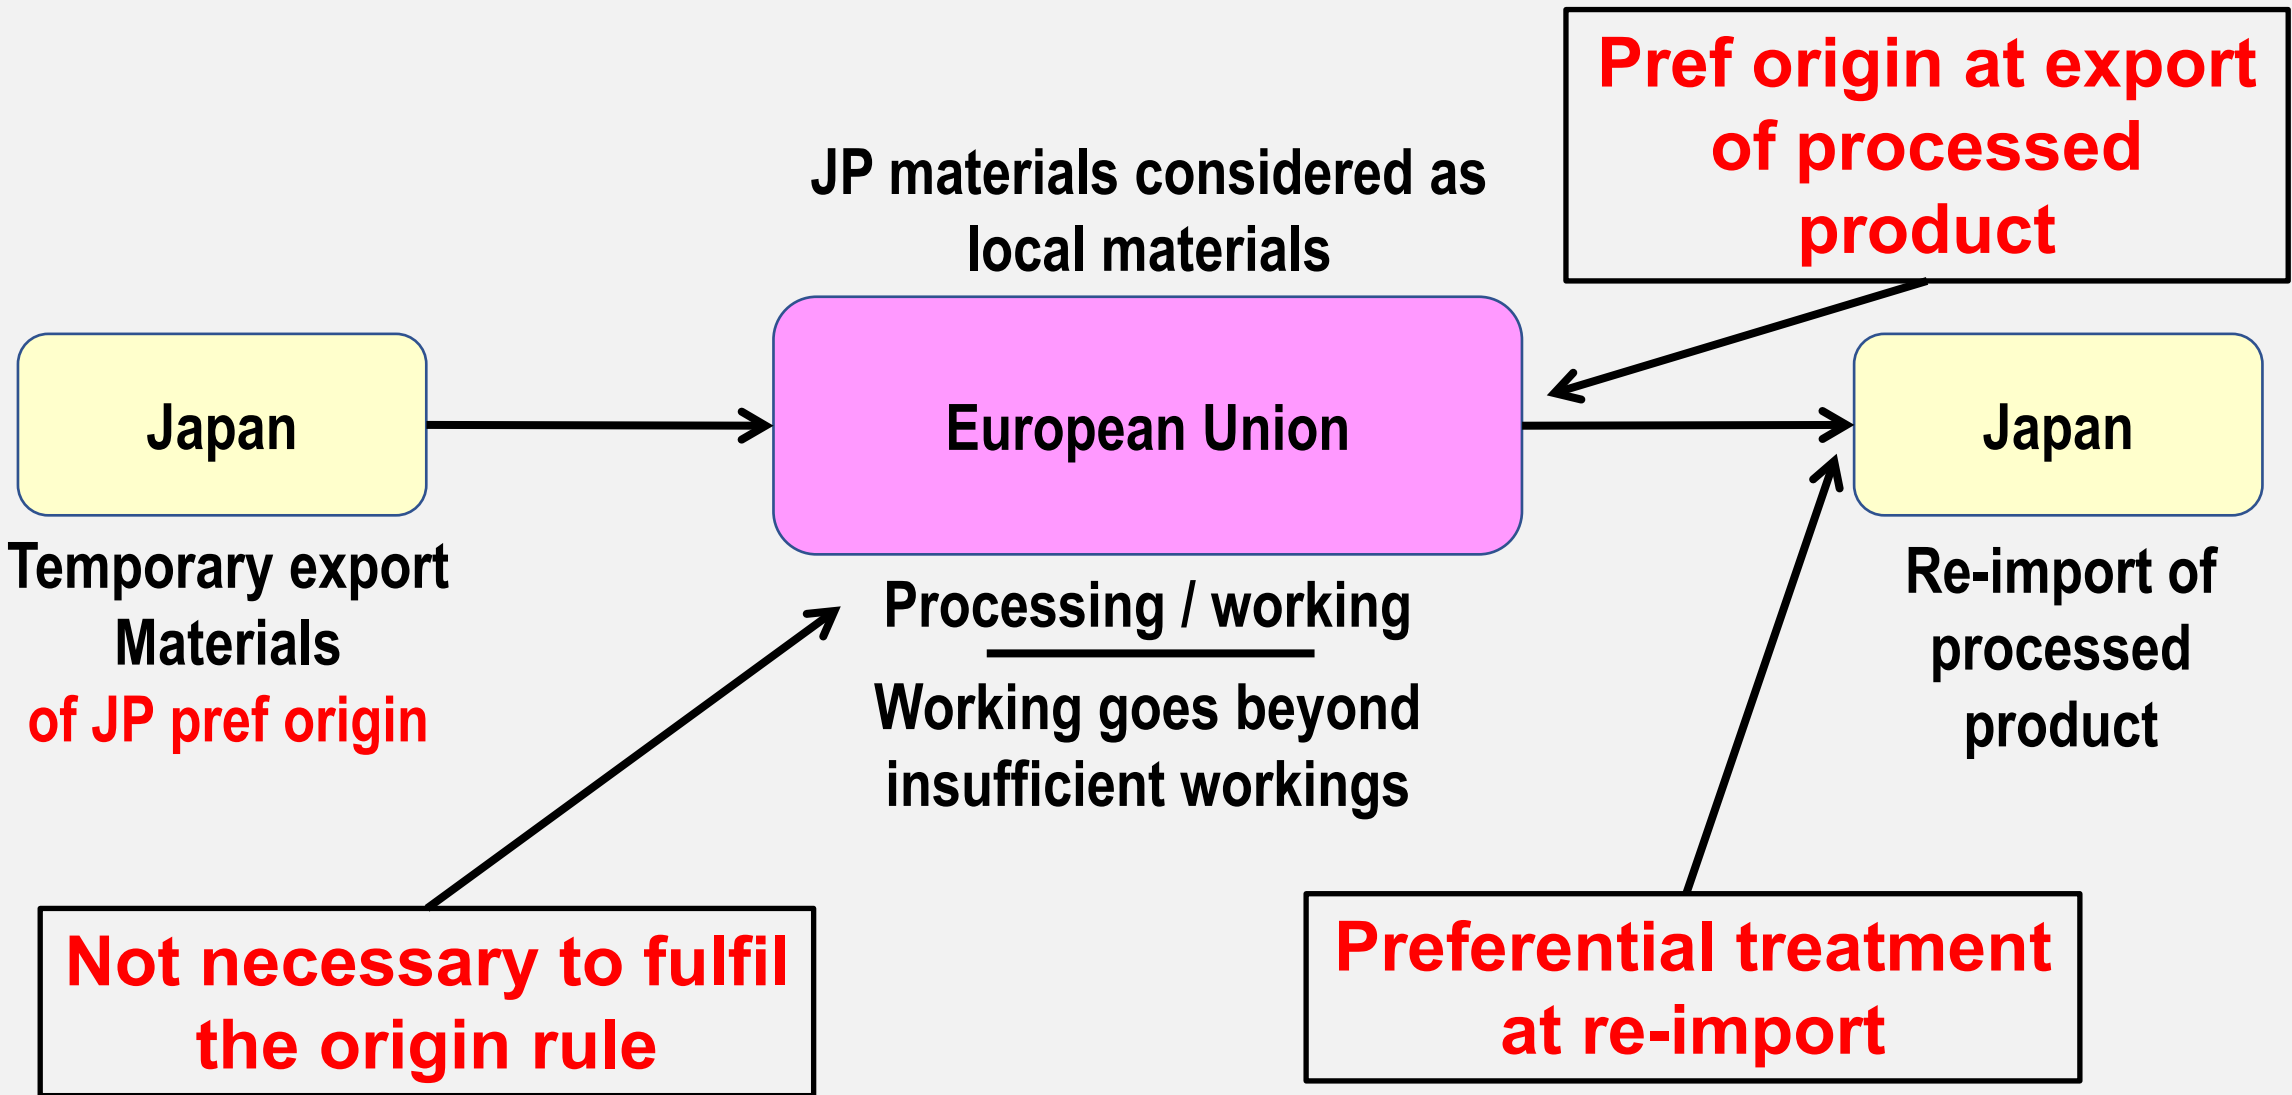 Pref origin at export
of processed
product
JP materials considered as
local materials
Japan
European Union
Japan
Temporary export
Materials
of JP pref origin
Processing / working
Working goes beyond
insufficient workings
Re-import of
processed
product
Not necessary to fulfil
the origin rule
Preferential treatment
at re-import